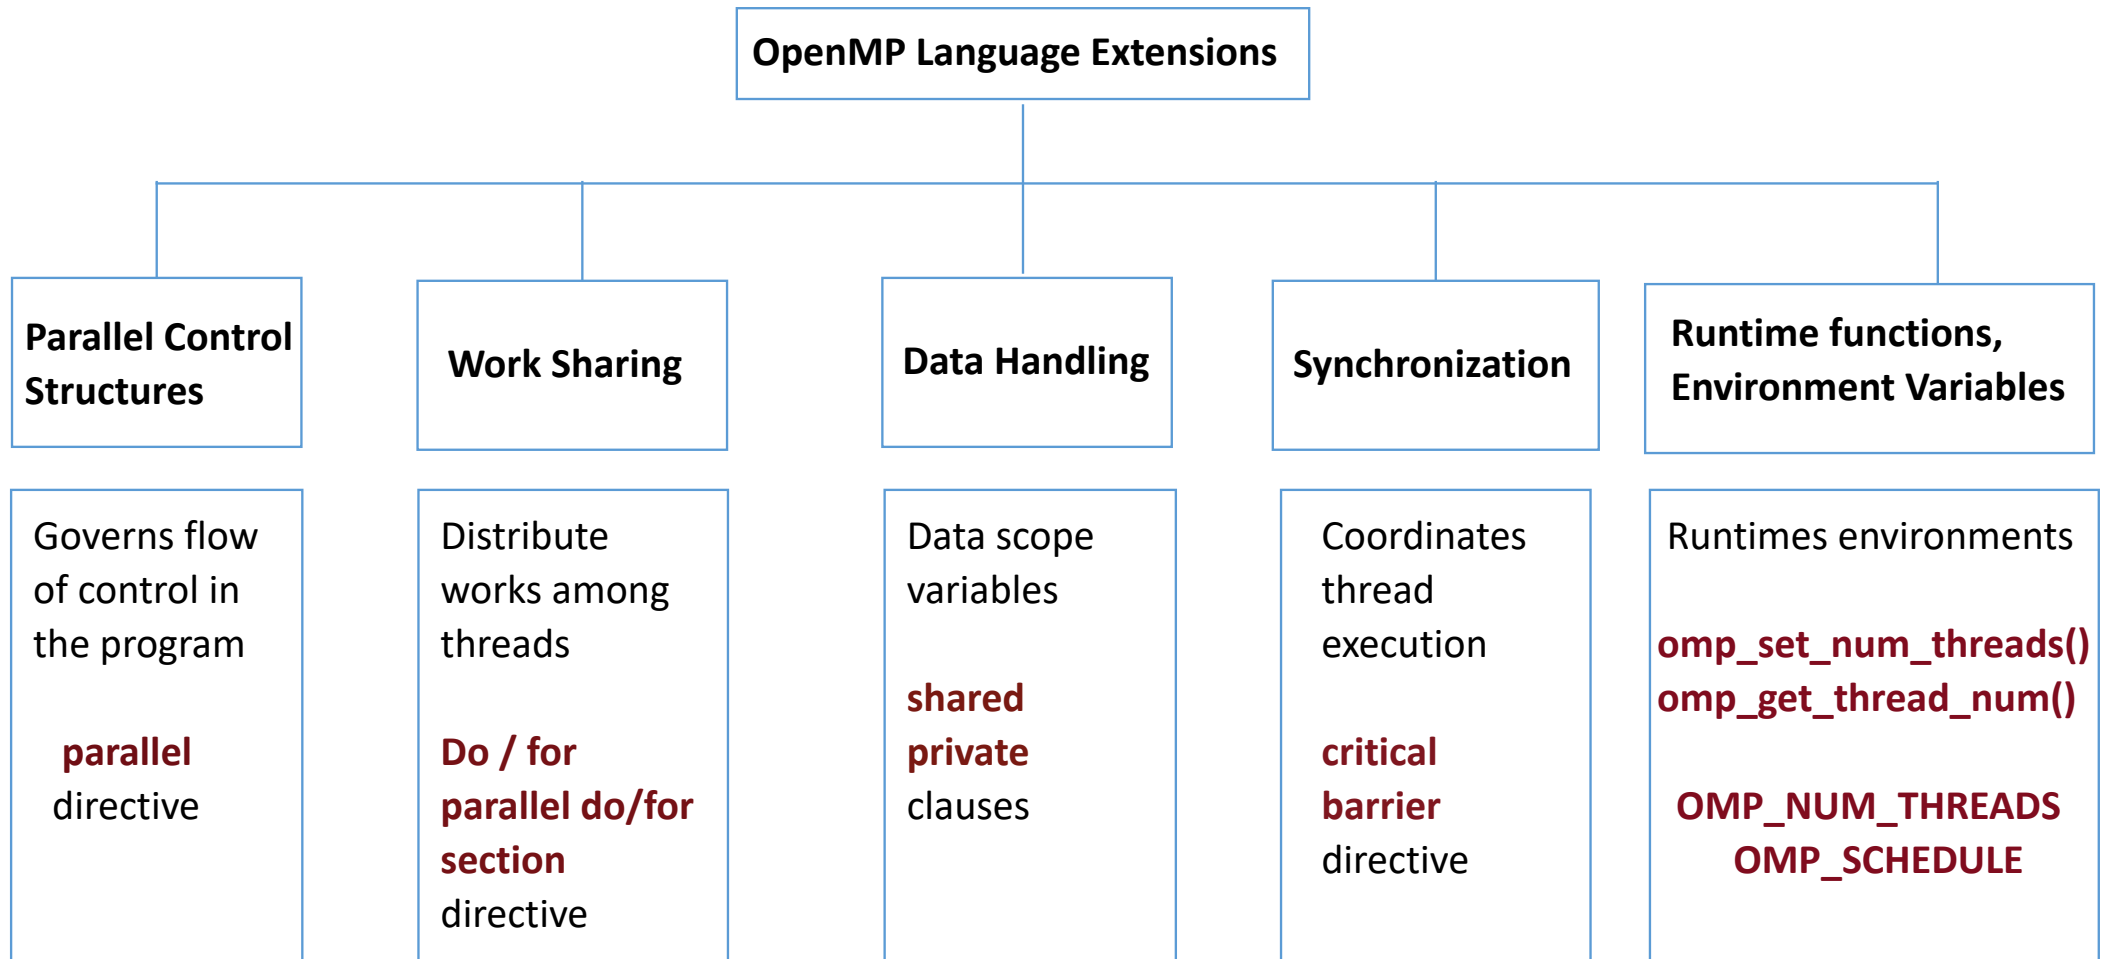 OpenMP Language Extensions
Parallel Control
Structures
Work Sharing
Data Handling
Synchronization
Runtime functions,
Environment Variables
Governs flow
of control in
the program
parallel
directive
Distribute
works among
threads
Do / for
parallel do/for
section
directive
Data scope
variables
shared
private
clauses
Coordinates
thread
execution
critical
barrier
directive
Runtimes environments
omp_set_num_threads()
omp_get_thread_num()
OMP_NUM_THREADS
OMP_SCHEDULE